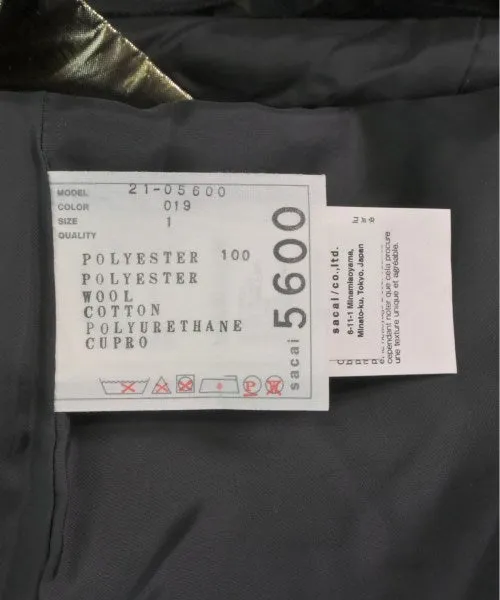 MODEL 21-05600
COLOR 019
SIZE 1
QUALITY
POLYESTER 100
POLYESTER
WOOL
COTTON
POLYURETHANE
CUPRO
P W
sacai 5600
sacai/co.,ltd.
6-11-1 Minamiaoyama,
Minato-ku, Tokyo, Japan
cependant noter que cela procure
une texture unique et agréable.